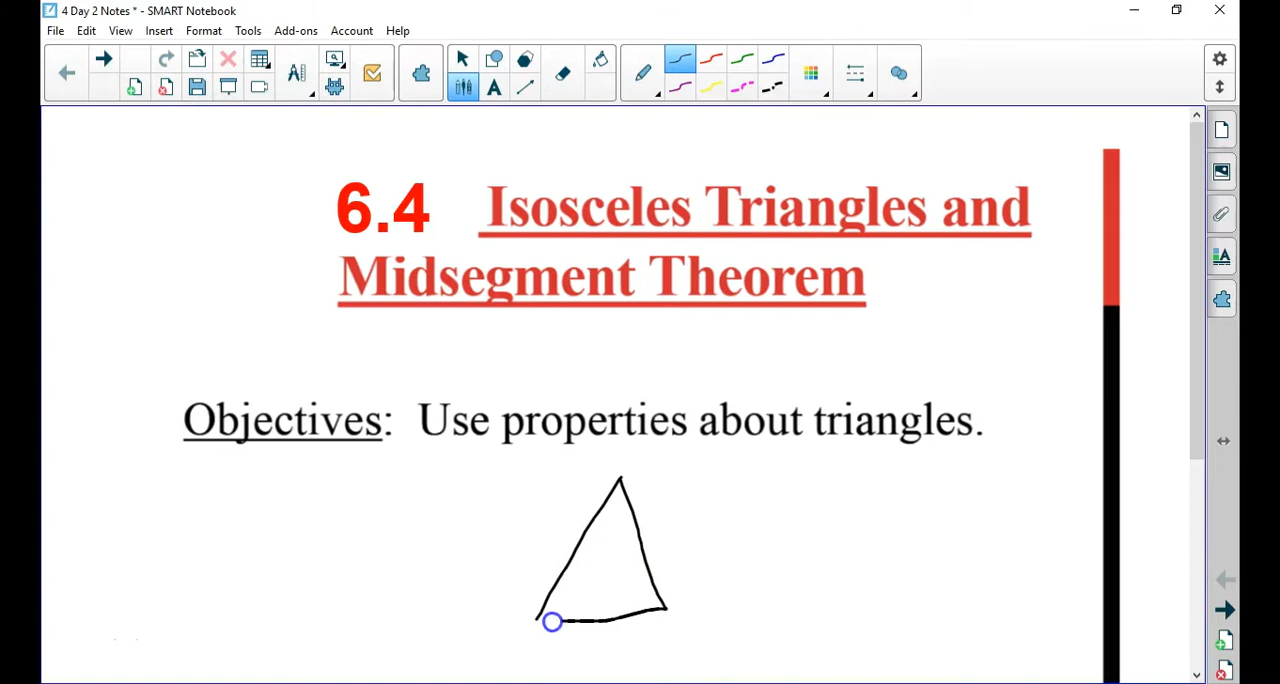 4 Day 2 Notes * - SMART Notebook
File Edit View Insert Format Tools Add-ons Account Help
6.4 Isosceles Triangles and
Midsegment Theorem
Objectives: Use properties about triangles.